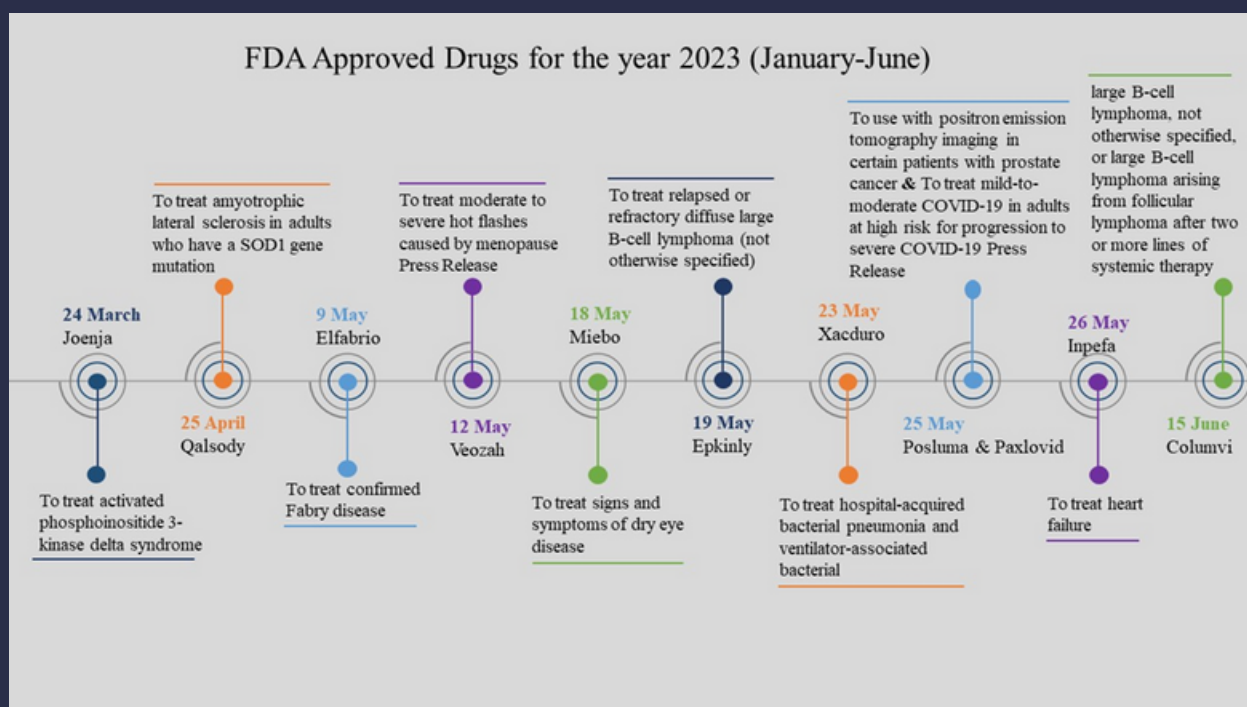 FDA Approved Drugs for the year 2023 (January-June)
24 March
Joenja
To treat activated
phosphoinositide 3-
kinase delta syndrome
To treat amyotrophic
lateral sclerosis in adults
who have a SOD1 gene
mutation
25 April
Qalsody
9 May
Elfabrio
To treat confirmed
Fabry disease
To treat moderate to
severe hot flashes
caused by menopause
Press Release
12 May
Veozah
18 May
Miebo
To treat signs and
symptoms of dry eye
disease
To treat relapsed or
refractory diffuse large
B-cell lymphoma (not
otherwise specified)
19 May
Epkinly
23 May
Xacduro
To treat hospital-acquired
bacterial pneumonia and
ventilator-associated
bacterial
To use with positron emission
tomography imaging in
certain patients with prostate
cancer & To treat mild-to-
moderate COVID-19 in adults
at high risk for progression to
severe COVID-19 Press
Release
25 May
Posluma & Paxlovid
26 May
Inpefa
To treat heart
failure
large B-cell
lymphoma, not
otherwise specified,
or large B-cell
lymphoma arising
from follicular
lymphoma after two
or more lines of
systemic therapy
15 June
Columvi